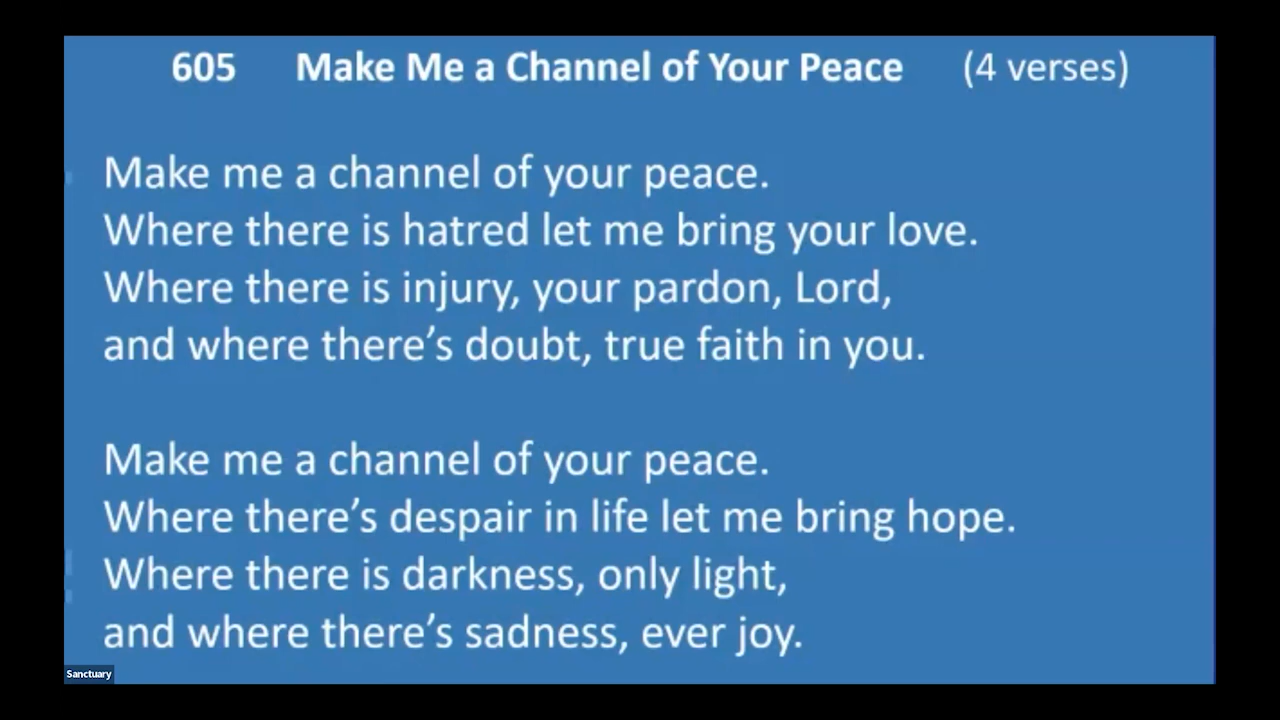 605 Make Me a Channel of Your Peace (4 verses)
Make me a channel of your peace.
Where there is hatred let me bring your love.
Where there is injury, your pardon, Lord,
and where there’s doubt, true faith in you.
Make me a channel of your peace.
Where there’s despair in life let me bring hope.
Where there is darkness, only light,
and where there’s sadness, ever joy.
Sanctuary